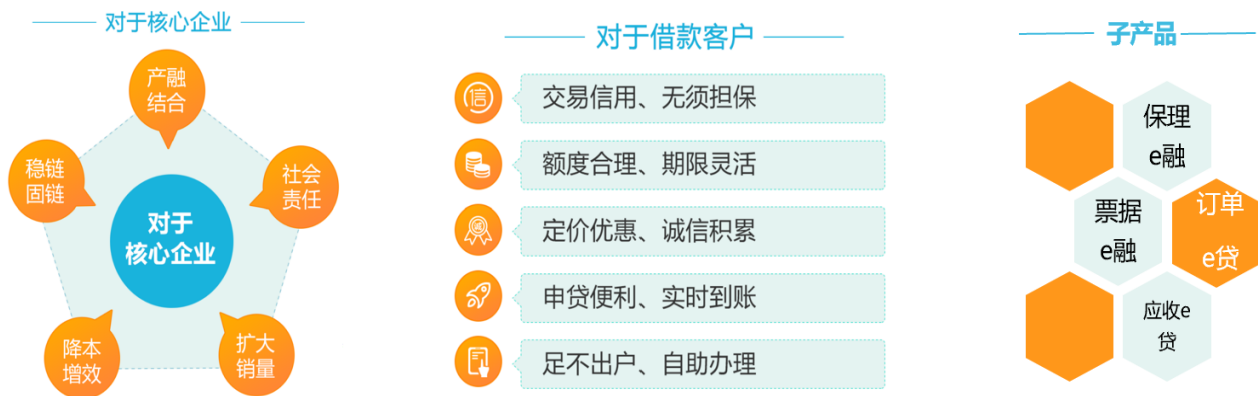 对于核心企业
产融
结合
稳链
固链
社会
责任
对于
核心企业
降本
增效
扩大
销量
对于借款客户
信
交易信用、无须担保
额度合理、期限灵活
定价优惠、诚信积累
申贷便利、实时到账
足不出户、自助办理
子产品
保理
e融
票据
e融
订单
e贷
应收e
贷